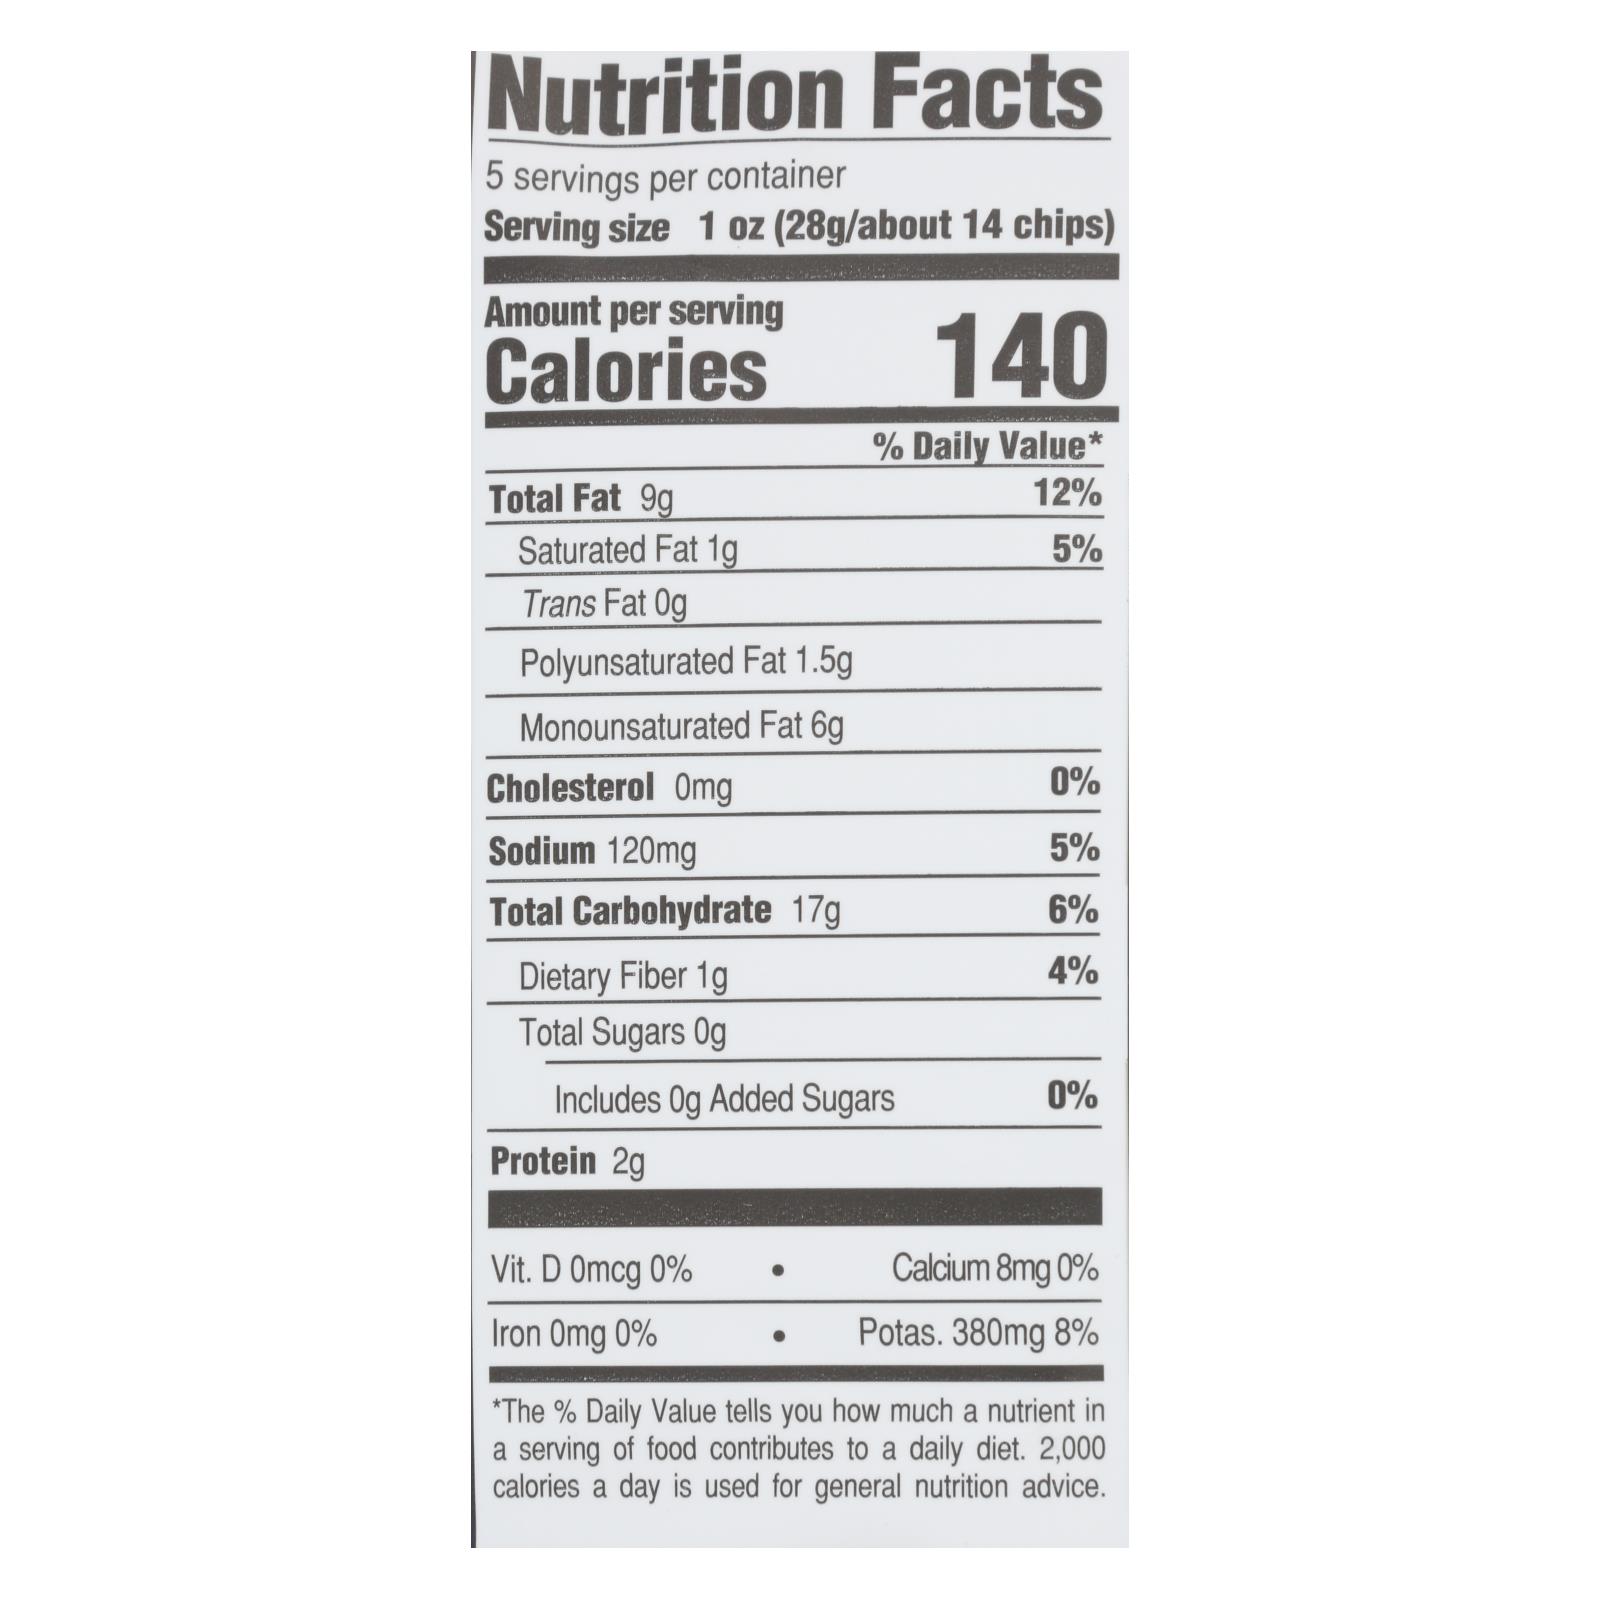 Nutrition Facts
5 servings per container
Serving size 1 oz (28g/about 14 chips)
Amount per serving
Calories 140
% Daily Value*
Total Fat 9g 12%
Saturated Fat 1g 5%
Trans Fat 0g
Polyunsaturated Fat 1.5g
Monounsaturated Fat 6g
Cholesterol 0mg 0%
Sodium 120mg 5%
Total Carbohydrate 17g 6%
Dietary Fiber 1g 4%
Total Sugars 0g
Includes 0g Added Sugars 0%
Protein 2g
Vit. D 0mcg 0% • Calcium 8mg 0%
Iron 0mg 0% • Potas. 380mg 8%
*The % Daily Value tells you how much a nutrient in
a serving of food contributes to a daily diet. 2,000
calories a day is used for general nutrition advice.